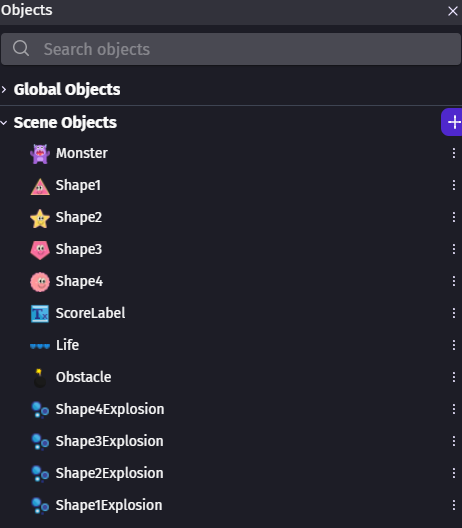 Objects
Search objects
Global Objects
Scene Objects
Monster
Shape1
Shape2
Shape3
Shape4
ScoreLabel
Life
Obstacle
Shape4Explosion
Shape3Explosion
Shape2Explosion
Shape1Explosion